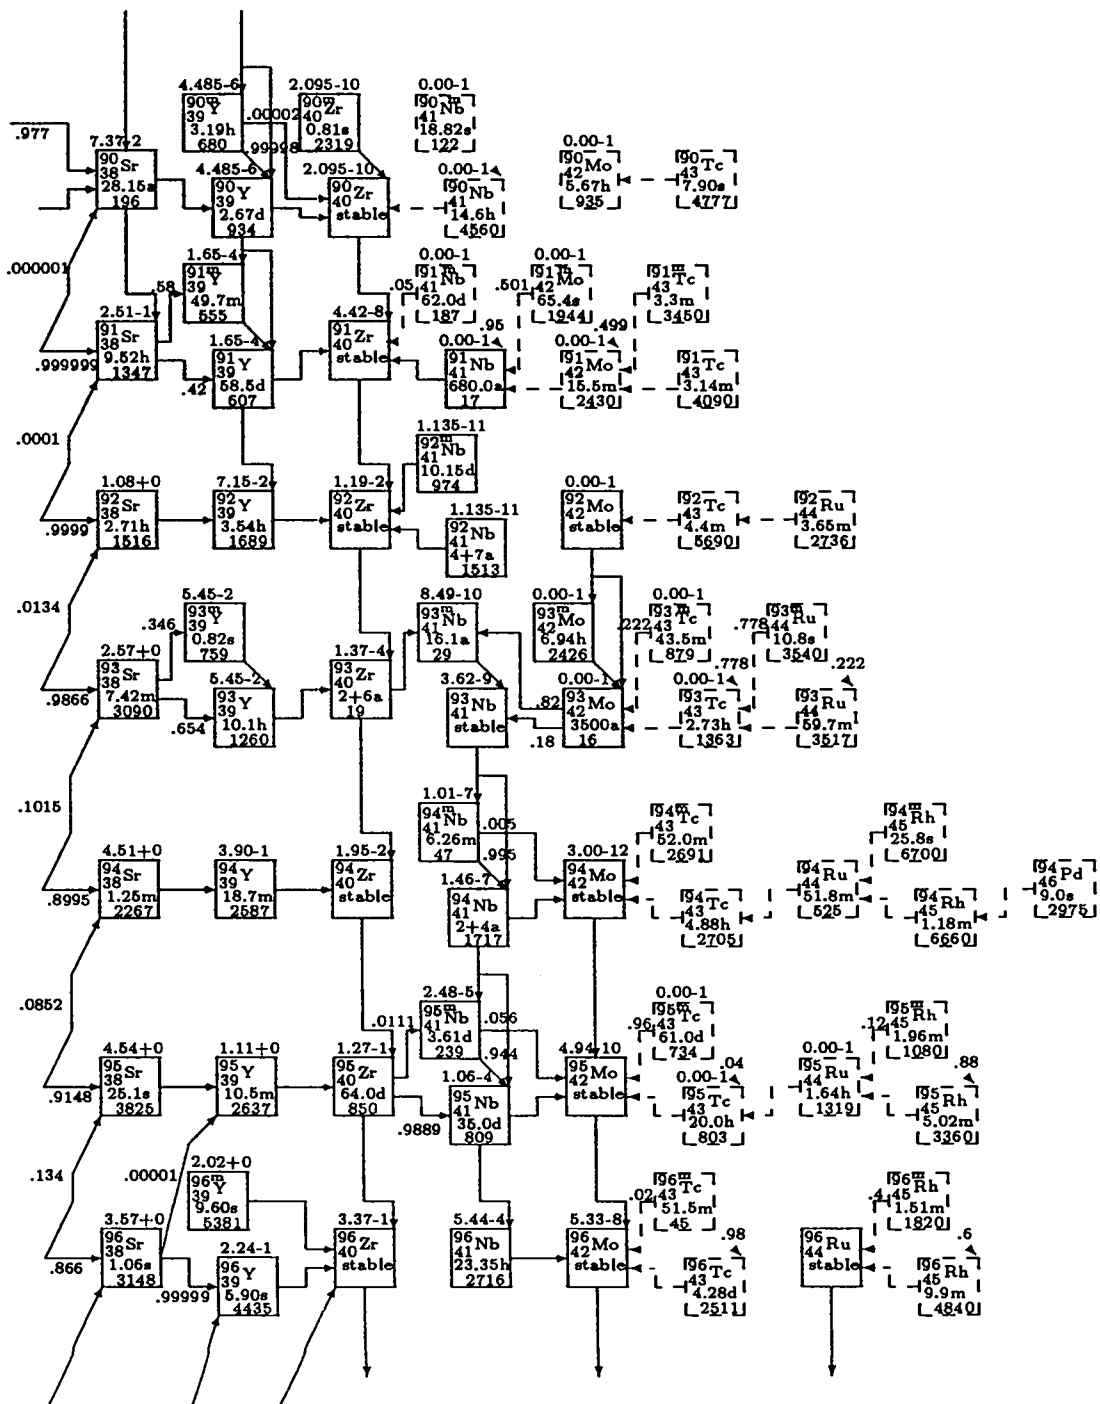 4.485-6
90m Y
39
3.19h
680
2.095-10
90m Zr
40
0.81s
2319
0.00-1
90m Nb
41
18.82s
122
.00002
.99998
.977
7.37-2
90 Sr
38
28.15a
196
4.485-6
90 Y
39
2.67d
934
2.095-10
90 Zr
40
stable
0.00-1
90 Nb
41
14.6h
4560
0.00-1
90 Mo
42
5.67h
935
90 Tc
43
7.90s
4777
.000001
1.65-4
91m Y
39
49.7m
555
.58
.05
0.00-1
91m Nb
41
62.0d
187
.501
0.00-1
91m Mo
42
65.4s
1944
91m Tc
43
3.3m
3450
2.51-1
91 Sr
38
9.52h
1347
.999999
.42
1.65-4
91 Y
39
58.5d
607
4.42-8
91 Zr
40
stable
.95
0.00-1
91 Nb
41
680.0a
17
.499
0.00-1
91 Mo
42
15.5m
2430
91 Tc
43
3.14m
4090
.0001
1.135-11
92m Nb
41
10.15d
974
1.08+0
92 Sr
38
2.71h
1516
.9999
7.15-2
92 Y
39
3.54h
1689
1.19-2
92 Zr
40
stable
1.135-11
92 Nb
41
4+7a
1513
0.00-1
92 Mo
42
stable
92 Tc
43
4.4m
5690
92 Ru
44
3.65m
2736
.0134
5.45-2
93m Y
39
0.82s
759
.346
8.49-10
93m Nb
41
16.1a
29
0.00-1
93m Mo
42
6.94h
2426
.222
0.00-1
93m Tc
43
43.5m
879
.778
93m Ru
44
10.8s
3540
2.57+0
93 Sr
38
7.42m
3090
.9866
.654
5.45-2
93 Y
39
10.1h
1260
1.37-4
93 Zr
40
2+6a
19
3.62-9
93 Nb
41
stable
.82
.18
0.00-1
93 Mo
42
3500a
16
.778
0.00-1
93 Tc
43
2.73h
1363
.222
93 Ru
44
59.7m
3517
.1015
1.01-7
94m Nb
41
6.26m
47
.005
.995
94m Tc
43
52.0m
2691
94m Rh
45
25.8s
6700
4.51+0
94 Sr
38
1.25m
2267
.8995
3.90-1
94 Y
39
18.7m
2587
1.95-2
94 Zr
40
stable
1.46-7
94 Nb
41
2+4a
1717
3.00-12
94 Mo
42
stable
94 Tc
43
4.88h
2705
94 Ru
44
51.8m
525
94 Rh
45
1.18m
6660
94 Pd
46
9.0s
2975
.0852
2.48-5
95m Nb
41
3.61d
239
.0111
.056
.944
.96
0.00-1
95m Tc
43
61.0d
734
.12
95m Rh
45
1.96m
1080
4.54+0
95 Sr
38
25.1s
3825
.9148
1.11+0
95 Y
39
10.5m
2637
1.27-1
95 Zr
40
64.0d
850
.9889
1.06-4
95 Nb
41
35.0d
809
4.94-10
95 Mo
42
stable
.04
0.00-1
95 Tc
43
20.0h
803
0.00-1
95 Ru
44
1.64h
1319
.88
95 Rh
45
5.02m
3360
.134
.00001
2.02+0
96m Y
39
9.60s
5381
.02
96m Tc
43
51.5m
45
.4
96m Rh
45
1.51m
1820
3.57+0
96 Sr
38
1.06s
3148
.866
.99999
2.24-1
96 Y
39
5.90s
4435
3.37-1
96 Zr
40
stable
5.44-4
96 Nb
41
23.35h
2716
5.33-8
96 Mo
42
stable
.98
96 Tc
43
4.28d
2511
96 Ru
44
stable
.6
96 Rh
45
9.9m
4840